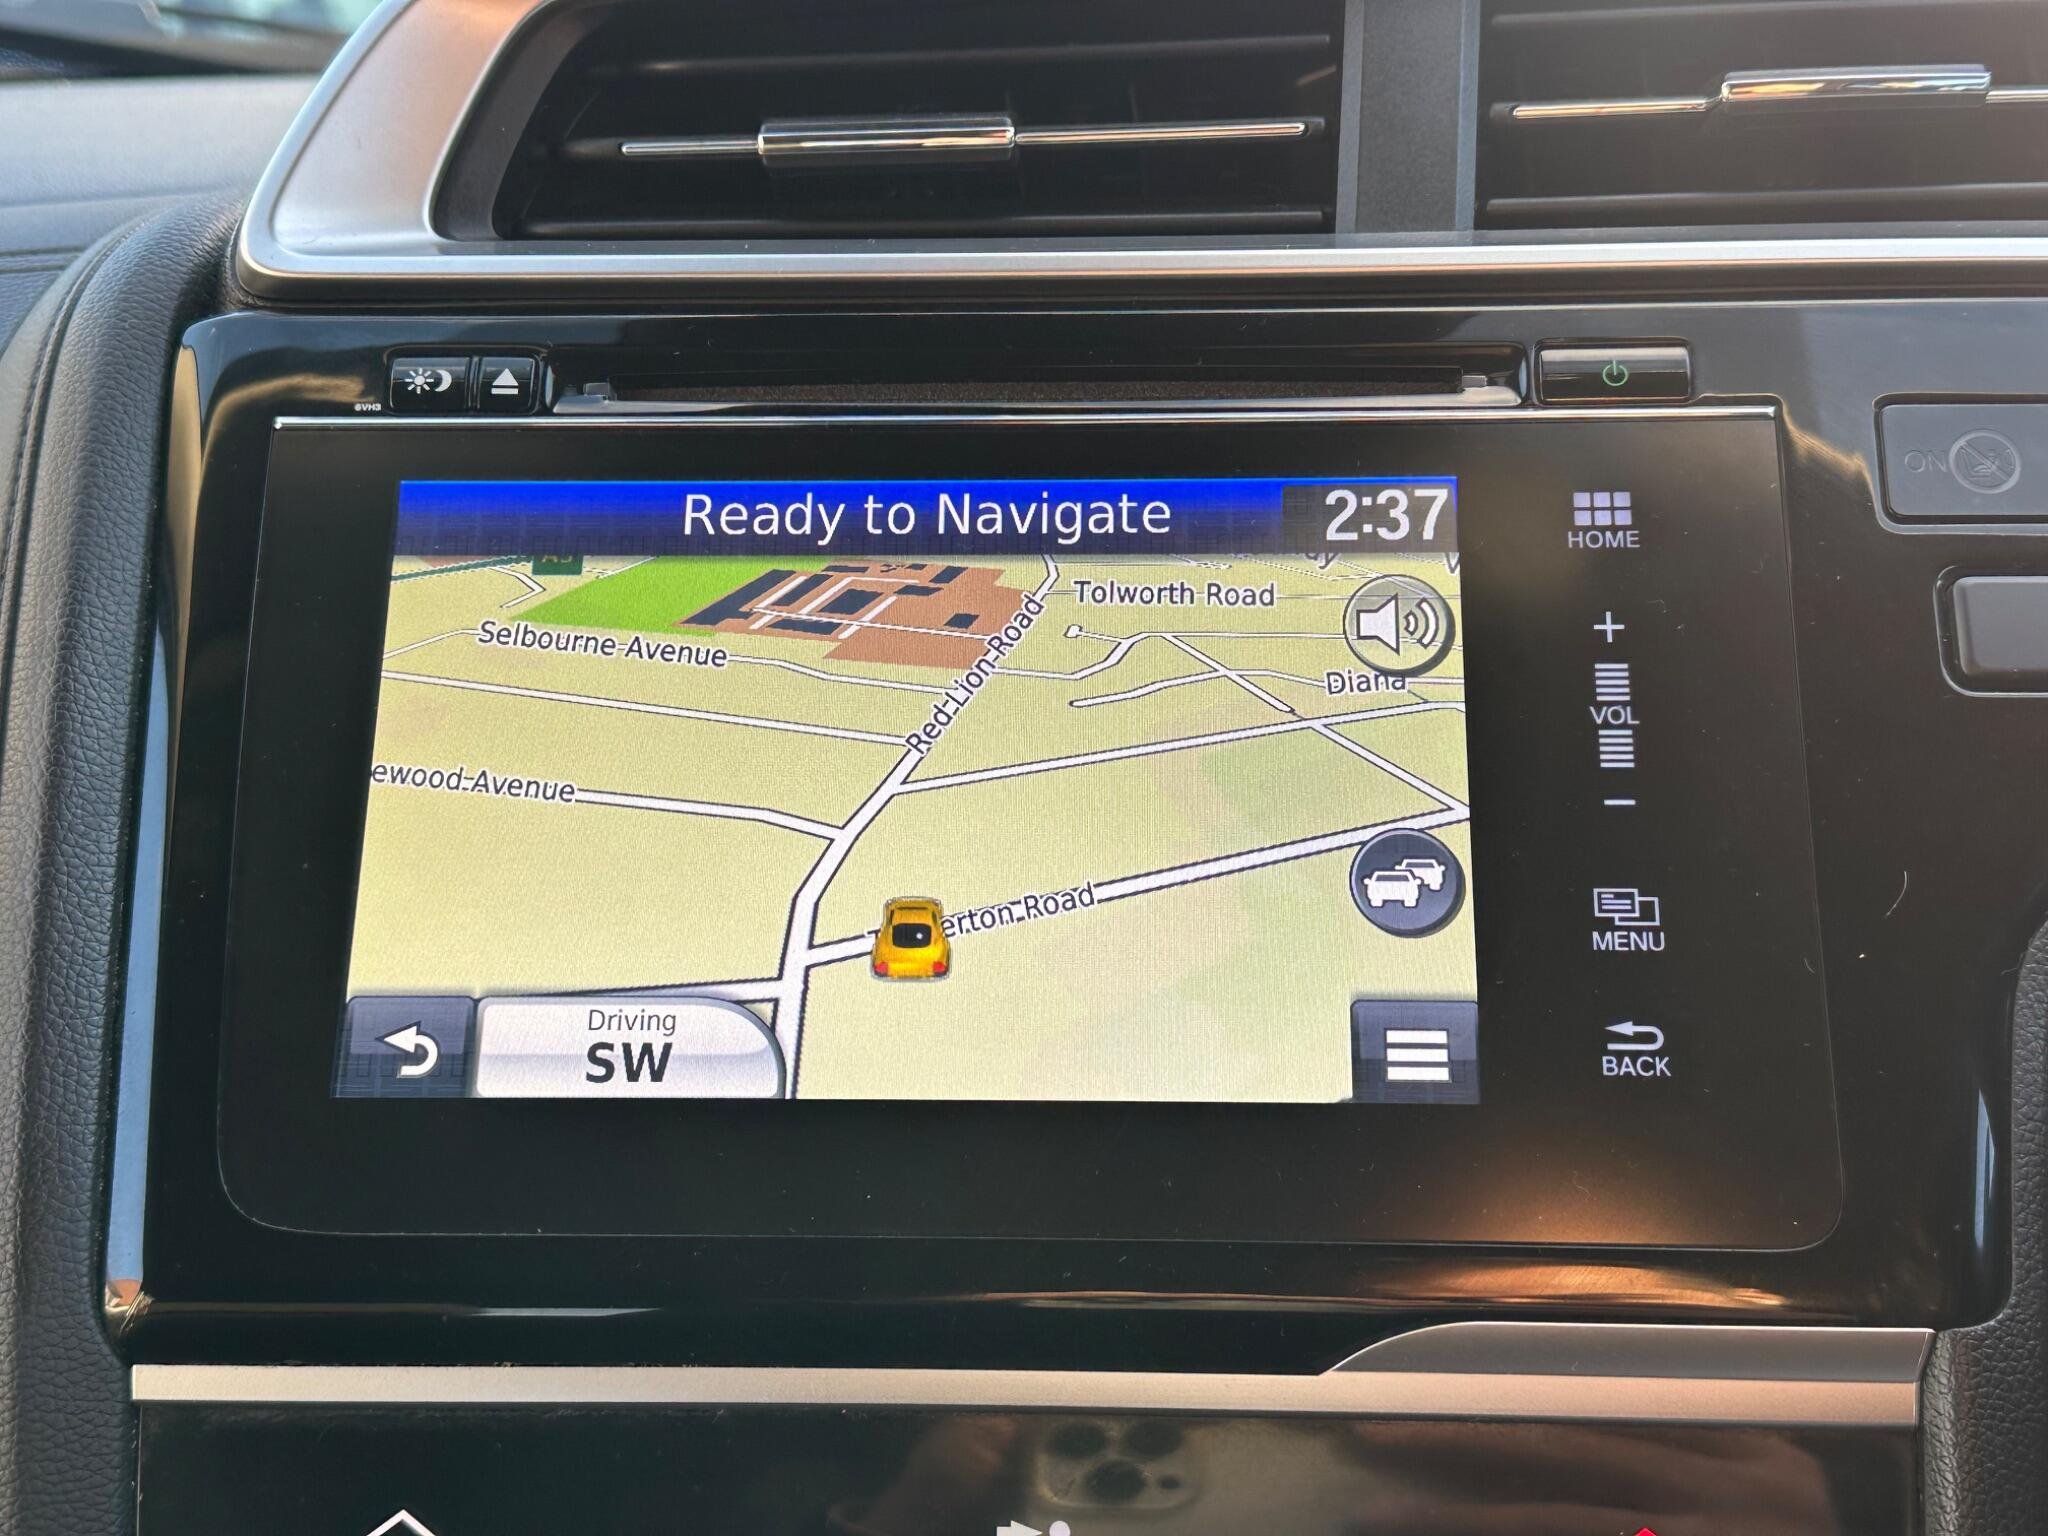 6VH3
ON
Ready to Navigate
2:37
HOME
Tolworth Road
Selbourne Avenue
Red Lion Road
Diana
VOL
ewood Avenue
erton Road
MENU
Driving
SW
BACK